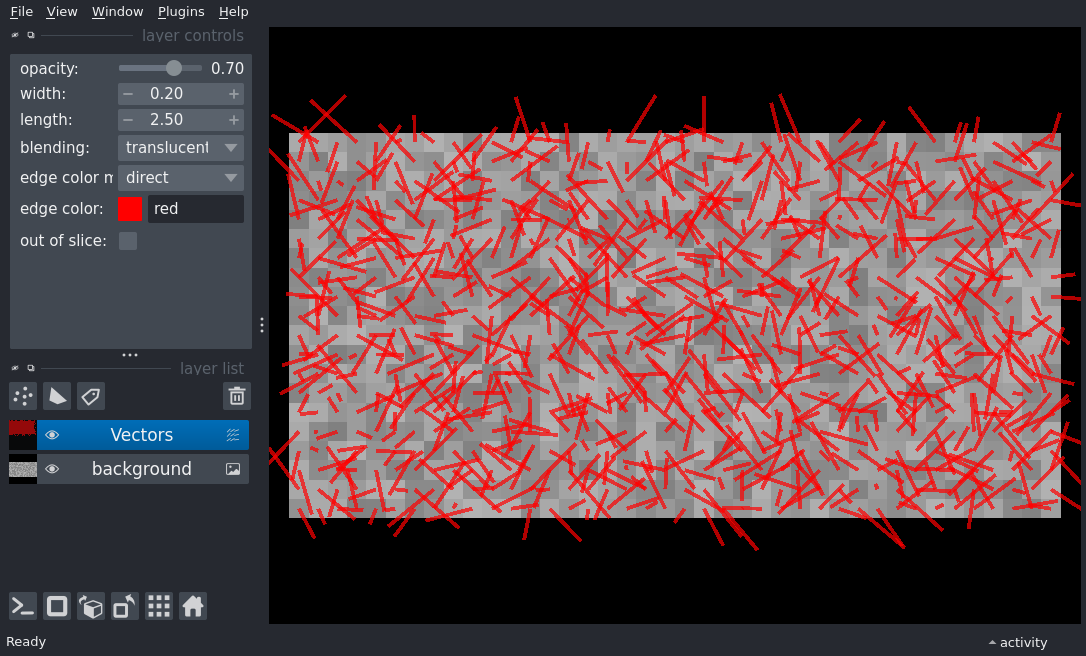 File View Window Plugins Help
layer controls
opacity: 0.70
width: 0.20
length: 2.50
blending: translucent
edge color m direct
edge color: red
out of slice:
layer list
Vectors
background
Ready
activity